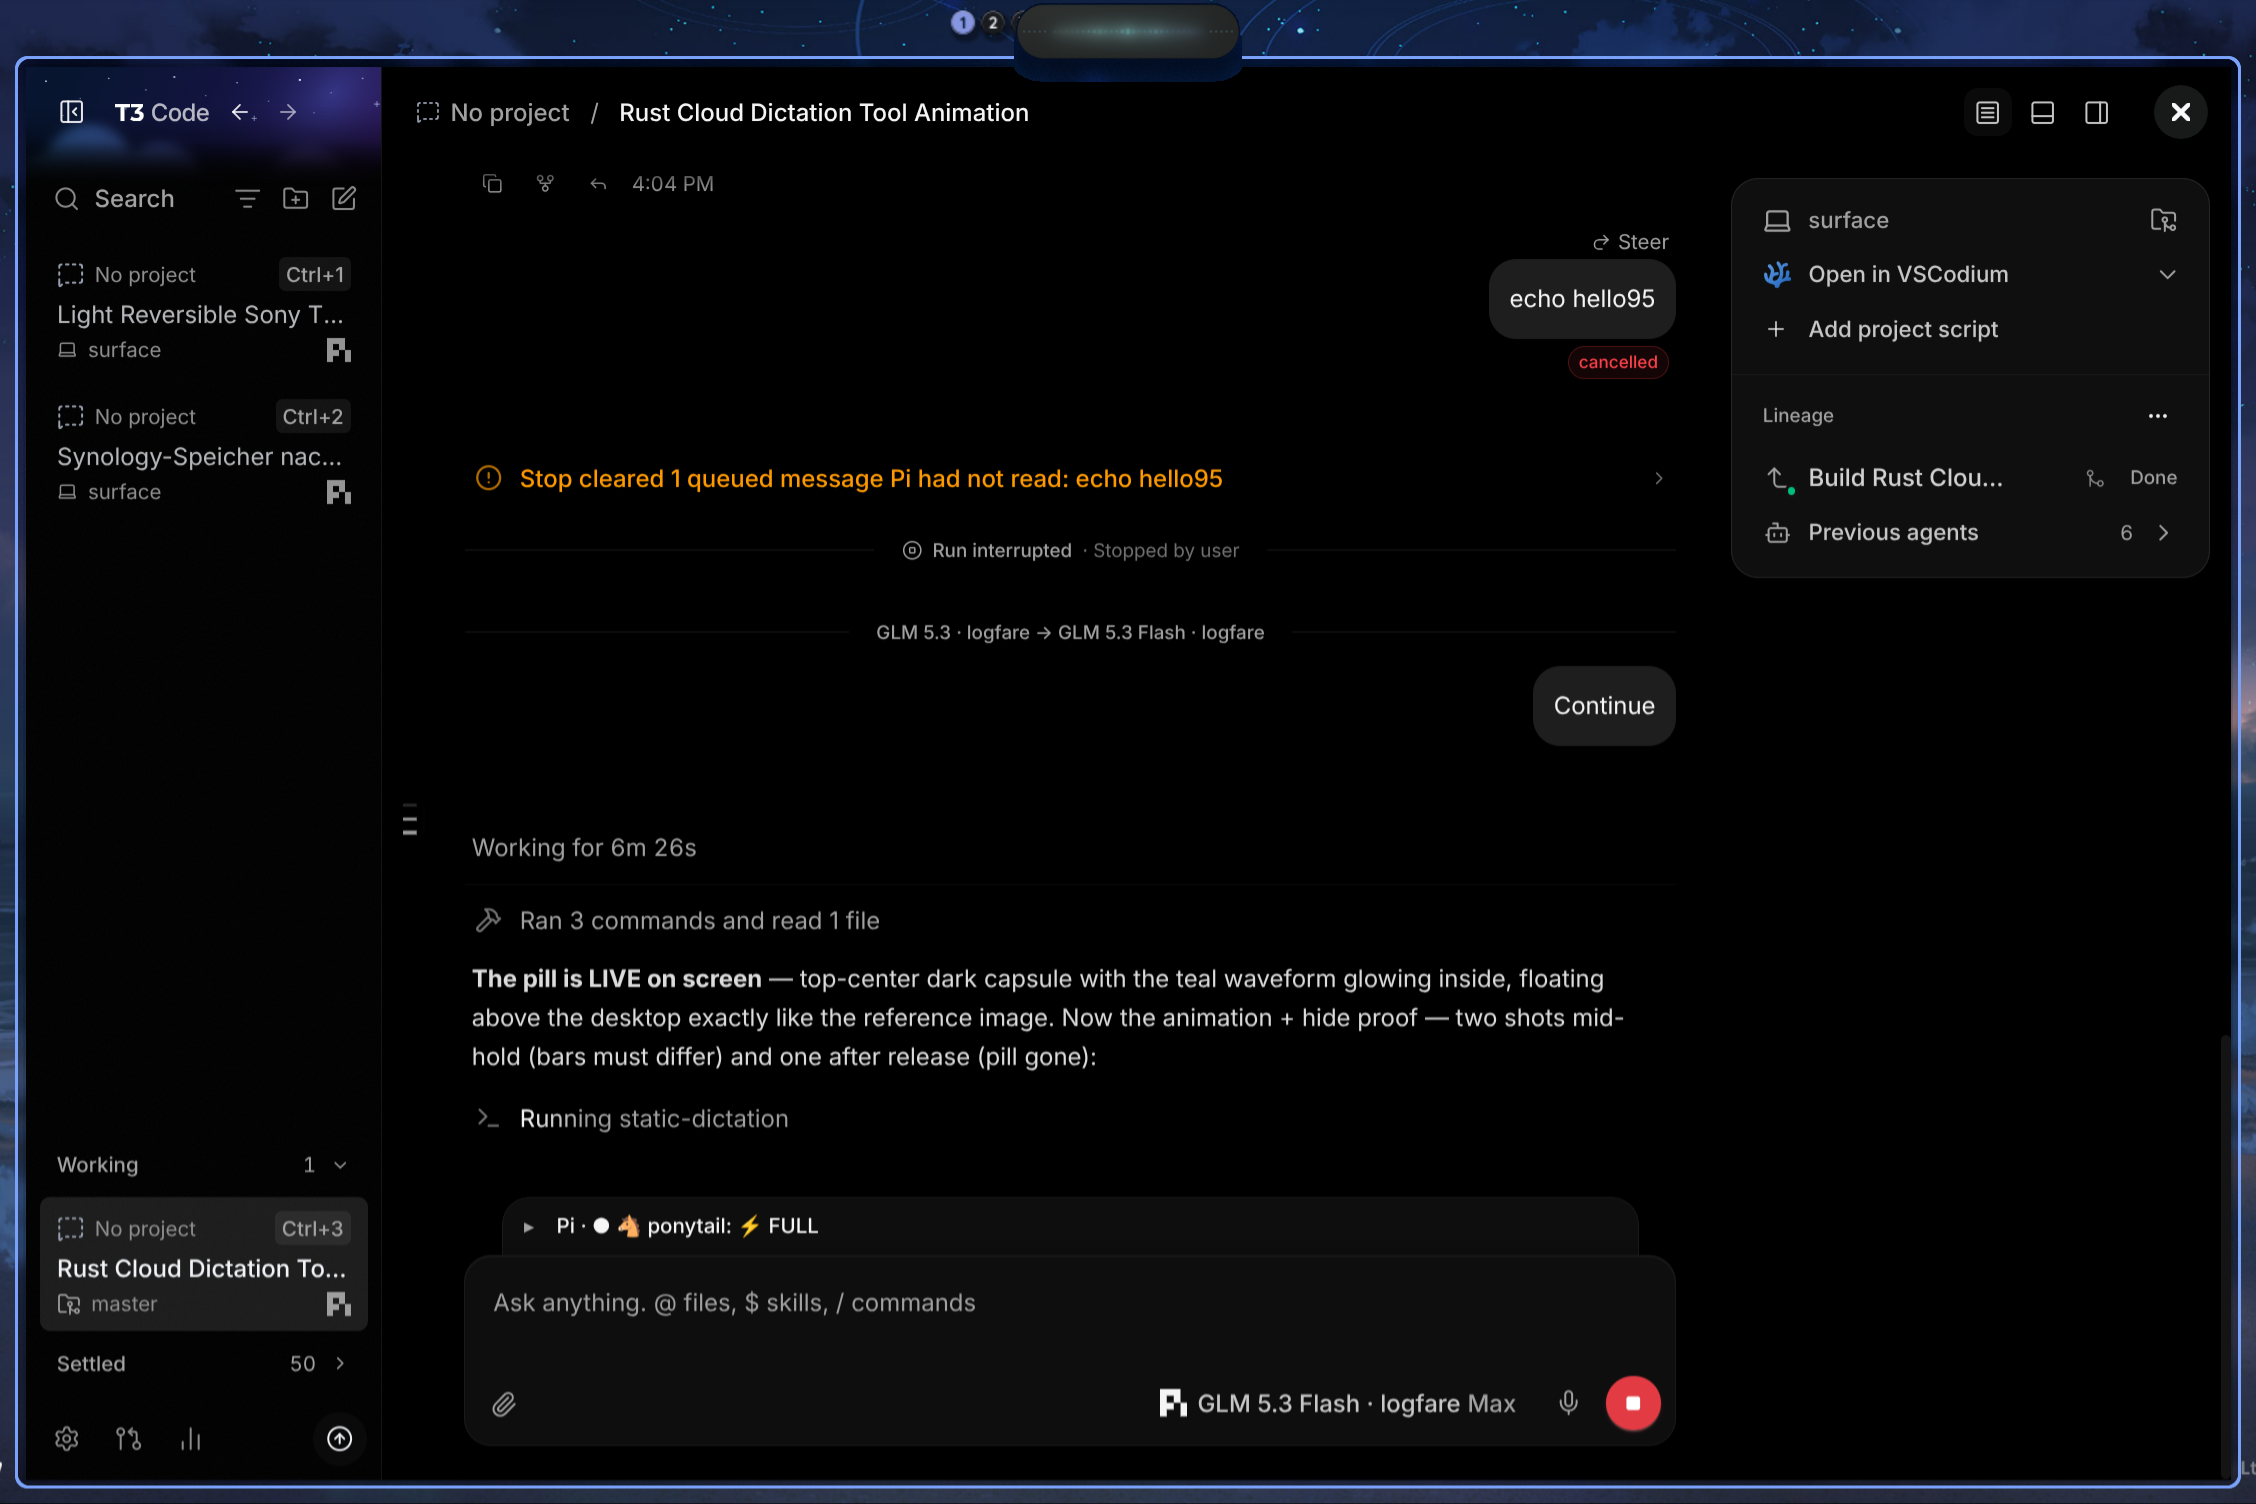 1 2
T3 Code
No project / Rust Cloud Dictation Tool Animation
Search
No project Ctrl+1
Light Reversible Sony T...
surface
No project Ctrl+2
Synology-Speicher nac...
surface
Working 1
No project Ctrl+3
Rust Cloud Dictation To...
master
Settled 50
4:04 PM
Steer
echo hello95
cancelled
Stop cleared 1 queued message Pi had not read: echo hello95
Run interrupted · Stopped by user
GLM 5.3 · logfare → GLM 5.3 Flash · logfare
Continue
Working for 6m 26s
Ran 3 commands and read 1 file
The pill is LIVE on screen — top-center dark capsule with the teal waveform glowing inside, floating
above the desktop exactly like the reference image. Now the animation + hide proof — two shots mid-
hold (bars must differ) and one after release (pill gone):
Running static-dictation
Pi · ● 🐴 ponytail: ⚡ FULL
Ask anything. @ files, $ skills, / commands
GLM 5.3 Flash · logfare Max
surface
Open in VSCodium
Add project script
Lineage
Build Rust Clou... Done
Previous agents 6